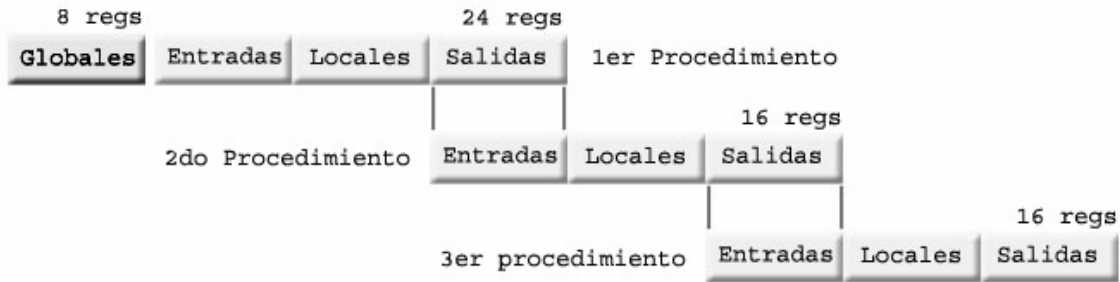 8 regs 24 regs
Globales Entradas Locales Salidas 1er Procedimiento
16 regs
2do Procedimiento Entradas Locales Salidas
16 regs
3er procedimiento Entradas Locales Salidas